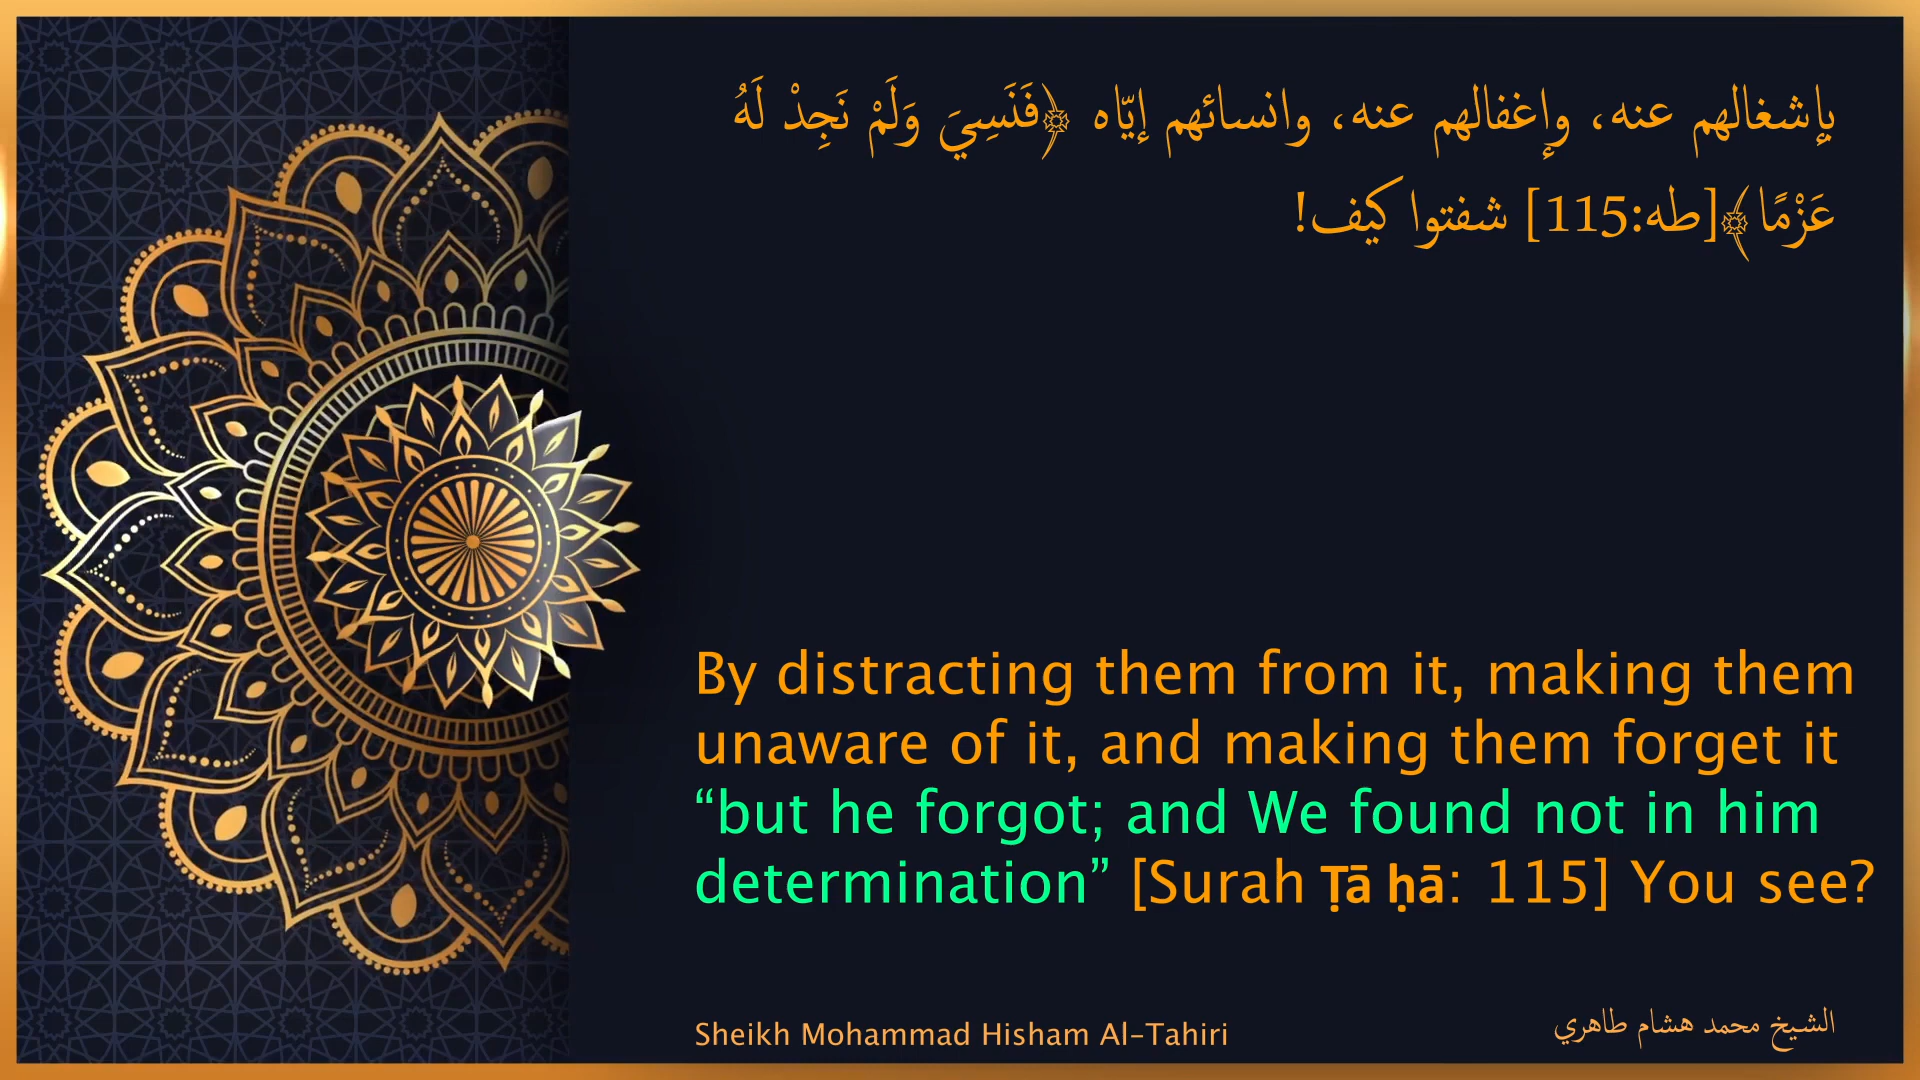 بإشغالهم عنه، وإغفالهم عنه، وانسائهم إيّاه ﴿فَنَسِيَ وَلَمْ نَجِدْ لَهُ
عَزْمًا﴾[طه:115] شفتوا كيف!
By distracting them from it, making them
unaware of it, and making them forget it
“but he forgot; and We found not in him
determination” [Surah Ṭā ḥā: 115] You see?
Sheikh Mohammad Hisham Al-Tahiri
الشيخ محمد هشام طاهري